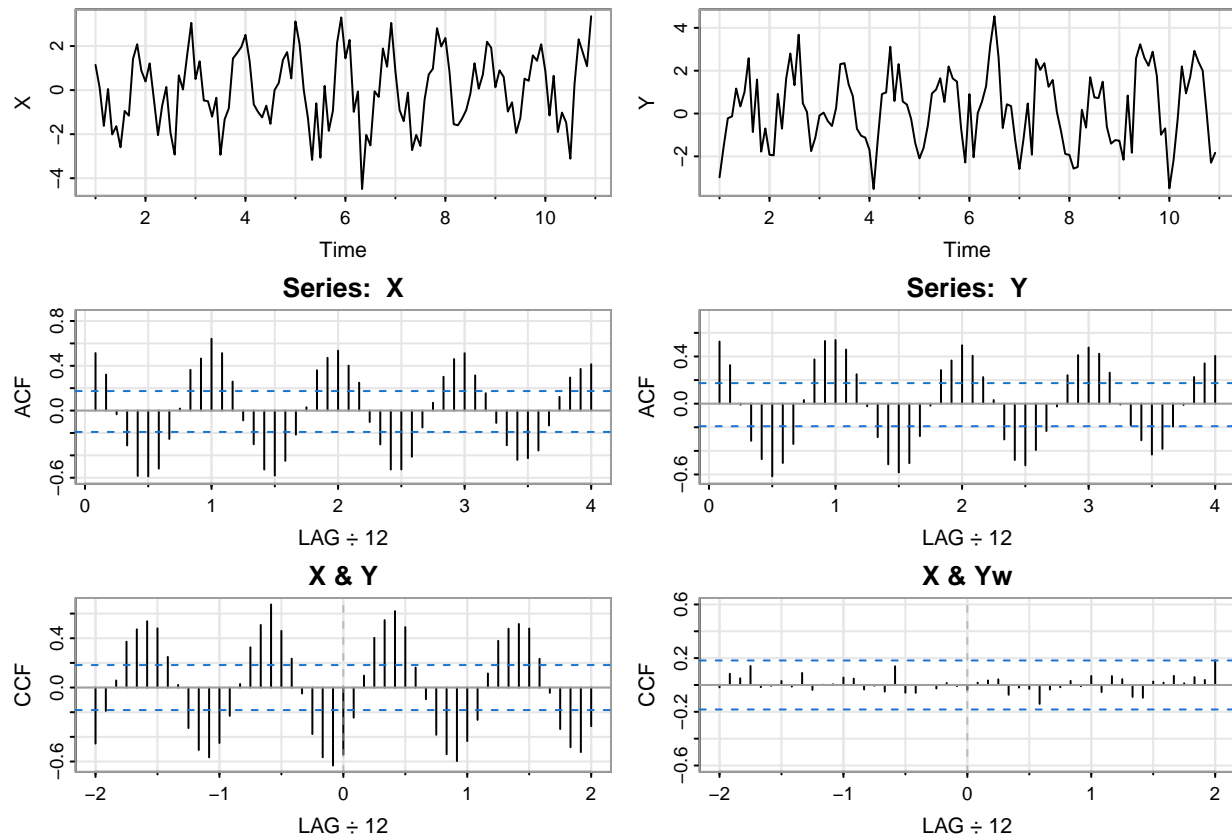 X
−4 −2 0 2
2 4 6 8 10
Time
Y
−2 0 2 4
2 4 6 8 10
Time
Series: X
ACF
−0.6 0.0 0.4 0.8
0 1 2 3 4
LAG ÷ 12
Series: Y
ACF
−0.6 0.0 0.4
0 1 2 3 4
LAG ÷ 12
X & Y
CCF
−0.6 0.0 0.4
−2 −1 0 1 2
LAG ÷ 12
X & Yw
CCF
−0.6 −0.2 0.2 0.6
−2 −1 0 1 2
LAG ÷ 12